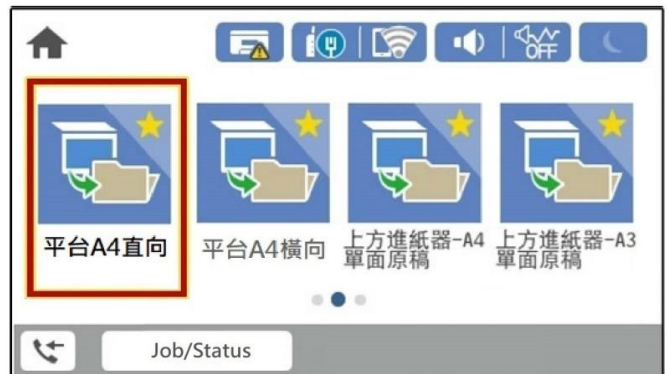 OFF
平台A4直向
平台A4橫向
上方進紙器-A4
單面原稿
上方進紙器-A3
單面原稿
Job/Status